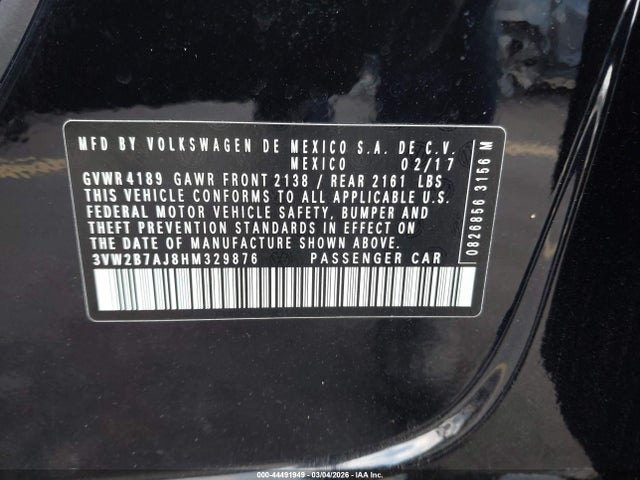 MFD BY VOLKSWAGEN DE MEXICO S.A. DE C.V.
MEXICO 02/17
GVWR 4189 GAWR FRONT 2138 / REAR 2161 LBS
THIS VEHICLE CONFORMS TO ALL APPLICABLE U.S.
FEDERAL MOTOR VEHICLE SAFETY, BUMPER AND
THEFT PREVENTION STANDARDS IN EFFECT ON
THE DATE OF MANUFACTURE SHOWN ABOVE.
3VW2B7AJ8HM329876 PASSENGER CAR
0826856 3156 M
000-44491949 - 03/04/2026 - IAA Inc.